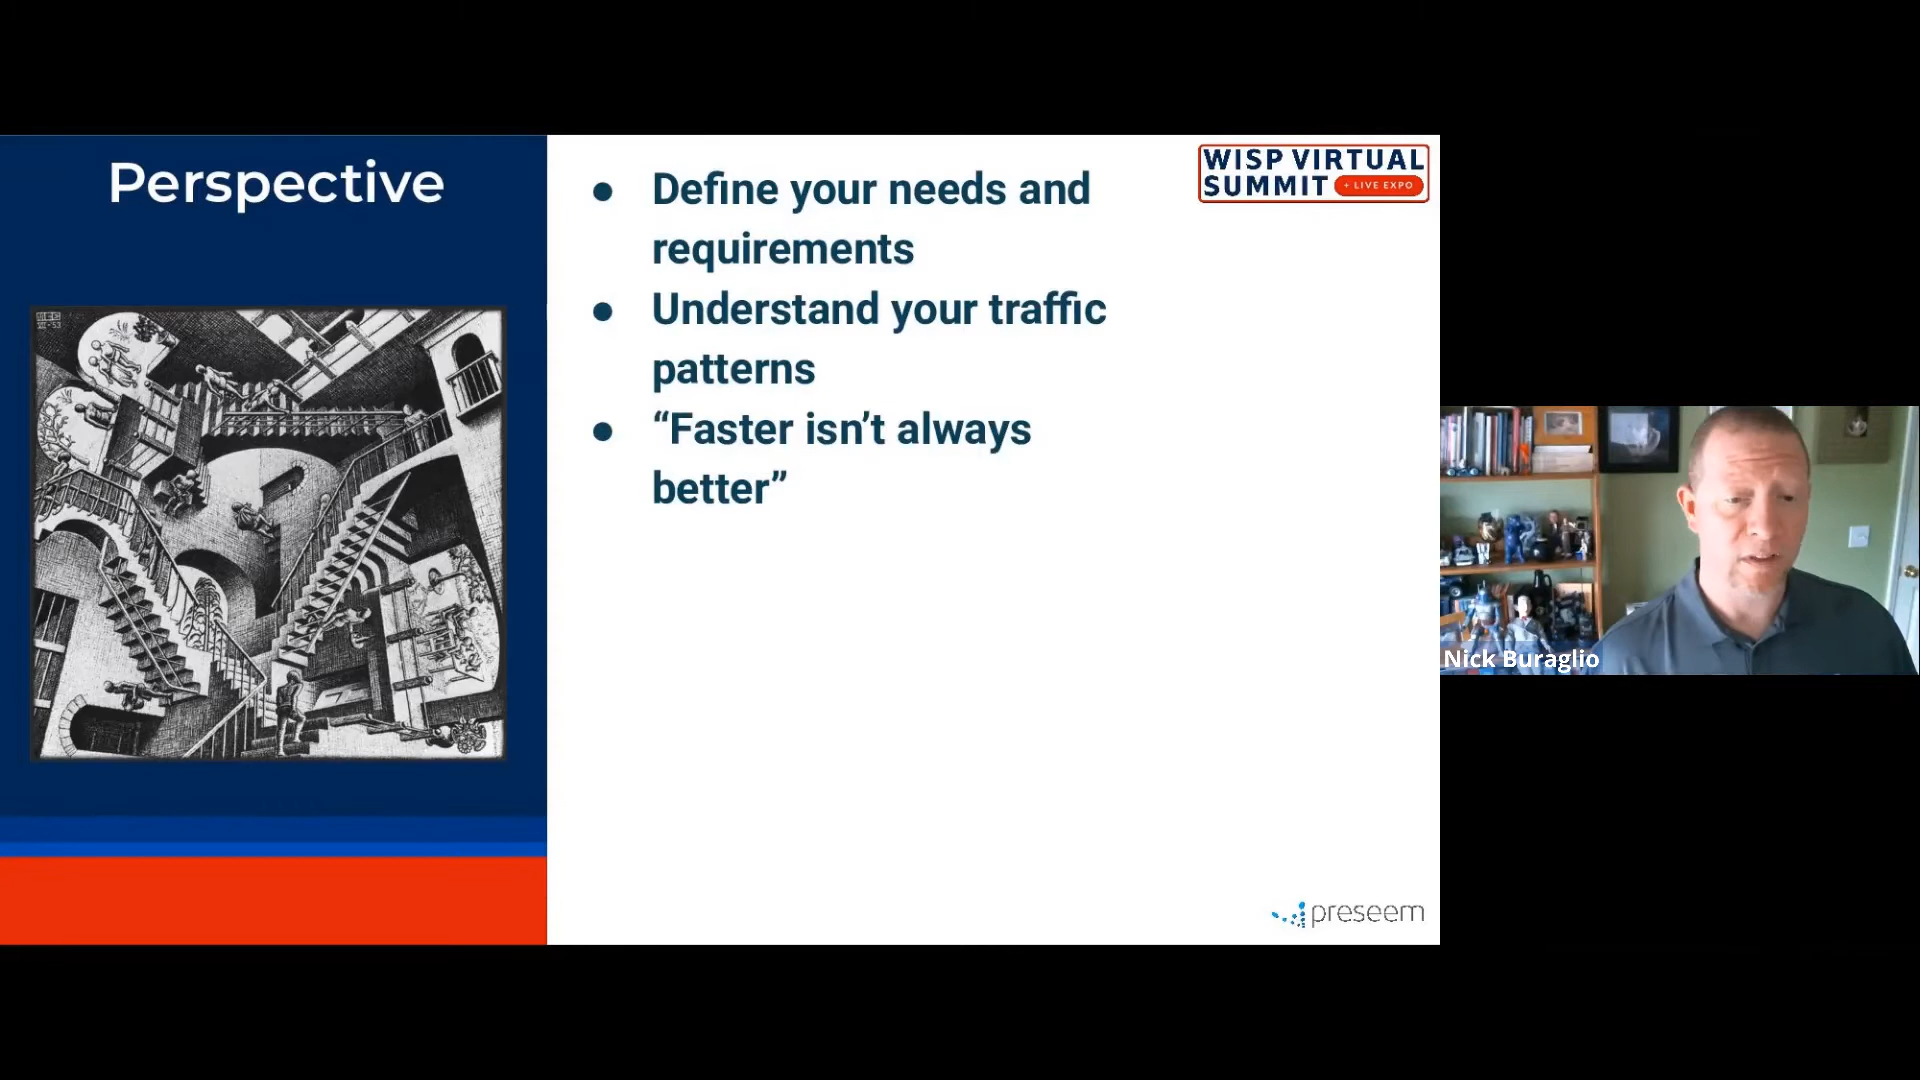 Perspective
● Define your needs and
requirements
● Understand your traffic
patterns
● “Faster isn’t always
better”
WISP VIRTUAL
SUMMIT + LIVE EXPO
Nick Buraglio
preseem